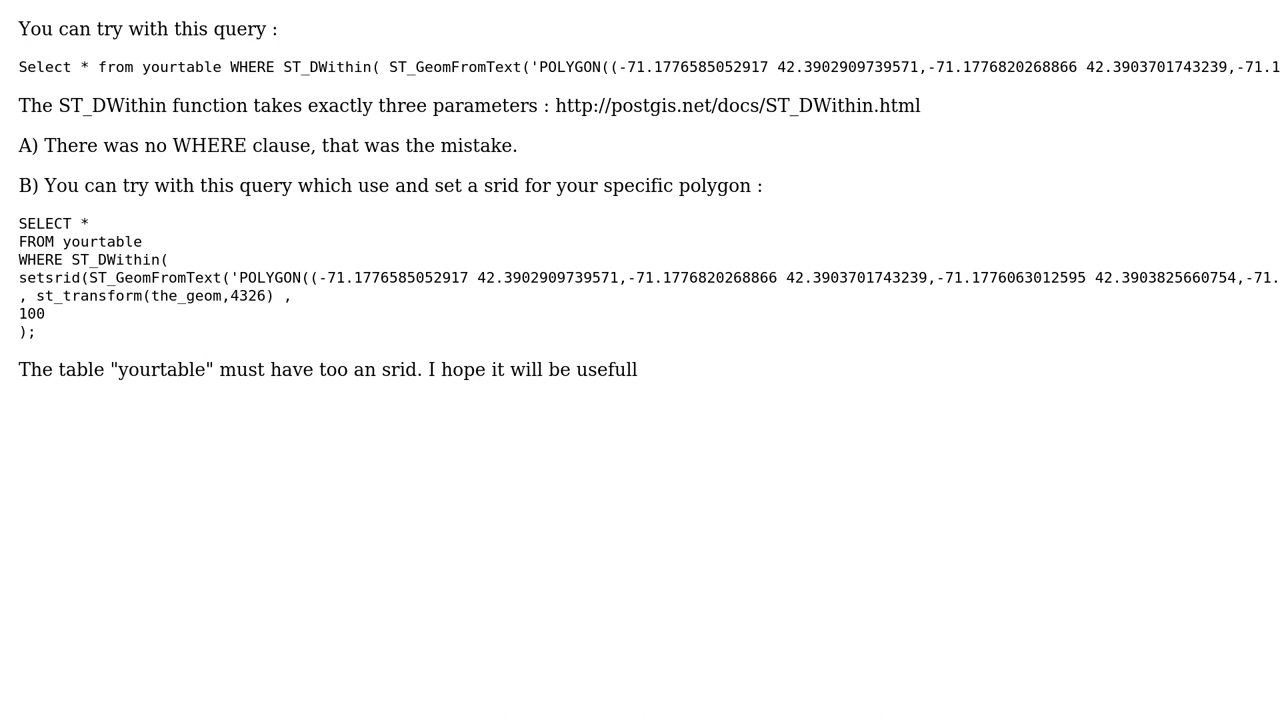 You can try with this query :
Select * from yourtable WHERE ST_DWithin( ST_GeomFromText('POLYGON((-71.1776585052917 42.3902909739571,-71.1776820268866 42.3903701743239,-71.1
The ST_DWithin function takes exactly three parameters : http://postgis.net/docs/ST_DWithin.html
A) There was no WHERE clause, that was the mistake.
B) You can try with this query which use and set a srid for your specific polygon :
SELECT *
FROM yourtable
WHERE ST_DWithin(
setsrid(ST_GeomFromText('POLYGON((-71.1776585052917 42.3902909739571,-71.1776820268866 42.3903701743239,-71.1776063012595 42.3903825660754,-71.
, st_transform(the_geom,4326) ,
100
);
The table "yourtable" must have too an srid. I hope it will be usefull